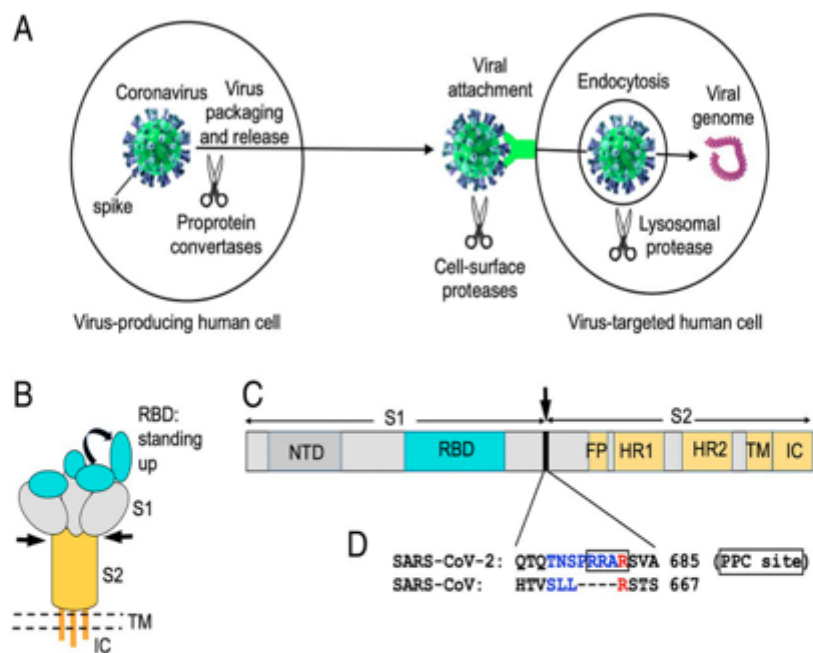 A
Coronavirus
Virus
packaging
and release
spike
Proprotein
convertases
Virus-producing human cell
Viral
attachment
Cell-surface
proteases
Endocytosis
Viral
genome
Lysosomal
protease
Virus-targeted human cell
B
RBD:
standing
up
S1
S2
TM
IC
C
S1
S2
NTD
RBD
FP
HR1
HR2
TM
IC
D
SARS-CoV-2: QTQTNSPRRARSVA 685 (PPC site)
SARS-CoV: HTVSLL----RSTS 667